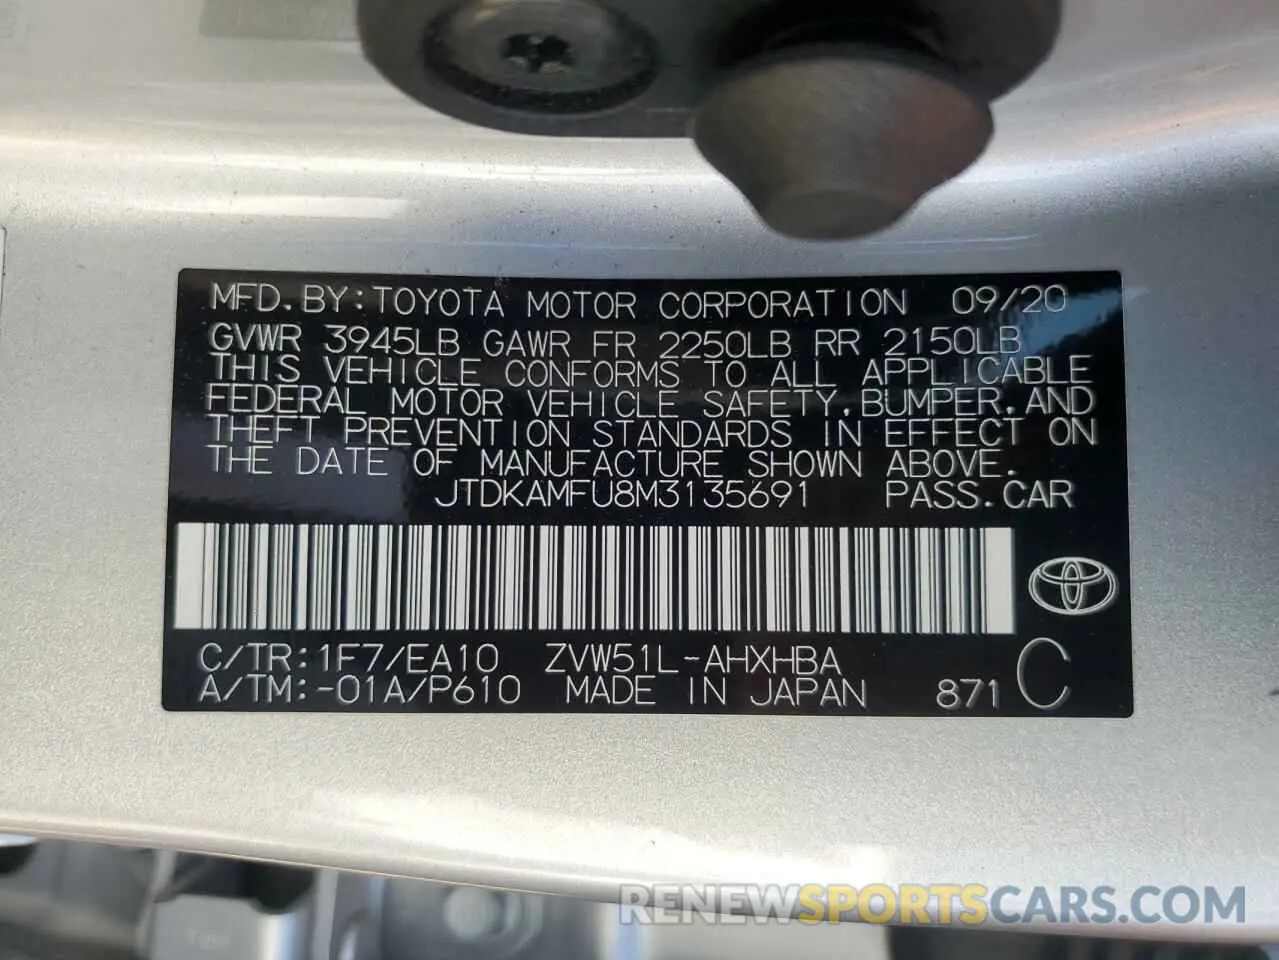 MFD.BY:TOYOTA MOTOR CORPORATION 09/20
GVWR 3945LB GAWR FR 2250LB RR 2150LB
THIS VEHICLE CONFORMS TO ALL APPLICABLE
FEDERAL MOTOR VEHICLE SAFETY,BUMPER,AND
THEFT PREVENTION STANDARDS IN EFFECT ON
THE DATE OF MANUFACTURE SHOWN ABOVE.
JTDKAMFU8M3135691 PASS.CAR
C/TR:1F7/EA10 ZVW51L-AHXHBA C
A/TM:-01A/P610 MADE IN JAPAN 871
RENEWSPORTSCARS.COM